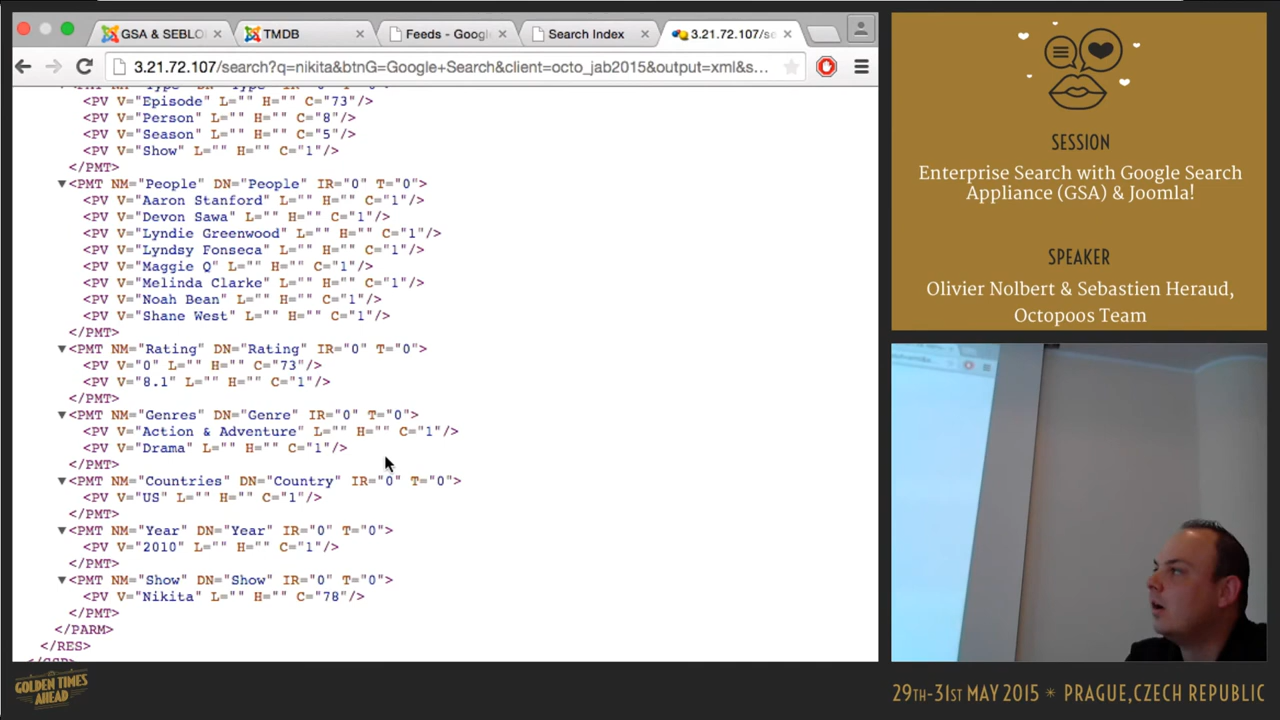 GSA & SEBLO
TMDB
Feeds - Googl
Search Index
3.21.72.107/se
3.21.72.107/search?q=nikita&btnG=Google+Search&client=octo_jab2015&output=xml&s...
<PV V="Episode" L="" H="" C="73"/>
<PV V="Person" L="" H="" C="8"/>
<PV V="Season" L="" H="" C="5"/>
<PV V="Show" L="" H="" C="1"/>
</PMT>
▼<PMT NM="People" DN="People" IR="0" T="0">
<PV V="Aaron Stanford" L="" H="" C="1"/>
<PV V="Devon Sawa" L="" H="" C="1"/>
<PV V="Lyndie Greenwood" L="" H="" C="1"/>
<PV V="Lyndsy Fonseca" L="" H="" C="1"/>
<PV V="Maggie Q" L="" H="" C="1"/>
<PV V="Melinda Clarke" L="" H="" C="1"/>
<PV V="Noah Bean" L="" H="" C="1"/>
<PV V="Shane West" L="" H="" C="1"/>
</PMT>
▼<PMT NM="Rating" DN="Rating" IR="0" T="0">
<PV V="0" L="" H="" C="73"/>
<PV V="8.1" L="" H="" C="1"/>
</PMT>
▼<PMT NM="Genres" DN="Genre" IR="0" T="0">
<PV V="Action & Adventure" L="" H="" C="1"/>
<PV V="Drama" L="" H="" C="1"/>
</PMT>
▼<PMT NM="Countries" DN="Country" IR="0" T="0">
<PV V="US" L="" H="" C="1"/>
</PMT>
▼<PMT NM="Year" DN="Year" IR="0" T="0">
<PV V="2010" L="" H="" C="1"/>
</PMT>
▼<PMT NM="Show" DN="Show" IR="0" T="0">
<PV V="Nikita" L="" H="" C="78"/>
</PMT>
</PARM>
</RES>
SESSION
Enterprise Search with Google Search
Appliance (GSA) & Joomla!
SPEAKER
Olivier Nolbert & Sebastien Heraud,
Octopoos Team
GOLDEN TIMES
AHEAD
29TH-31ST MAY 2015 * PRAGUE,CZECH REPUBLIC